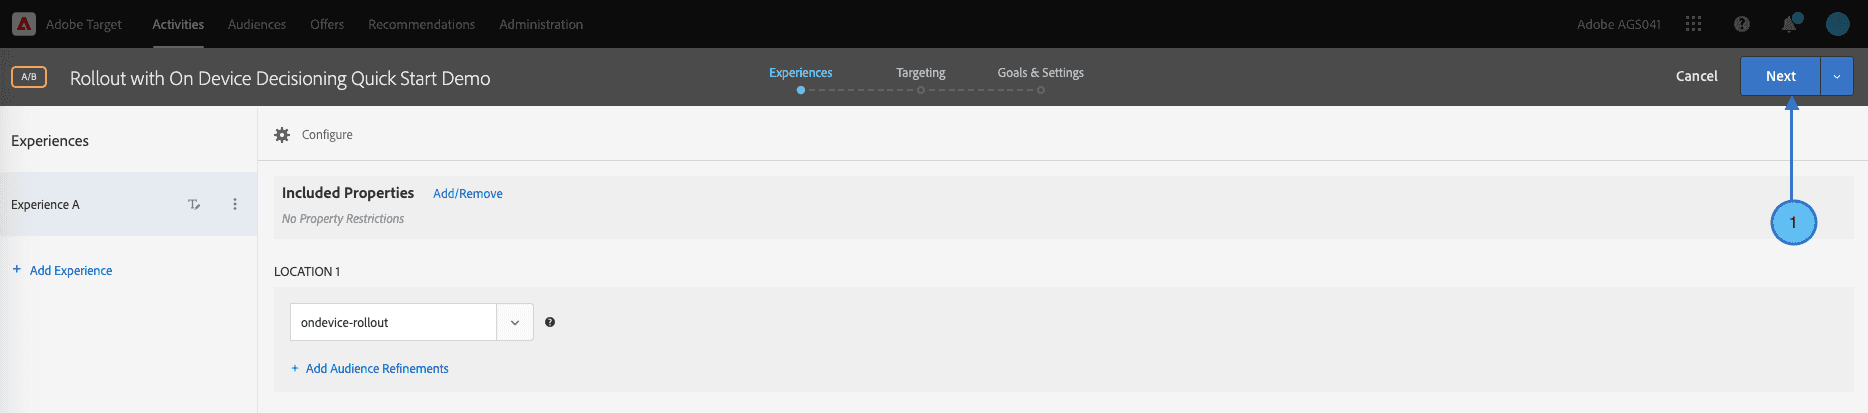 Adobe Target Activities Audiences Offers Recommendations Administration Adobe AGS041
A/B Rollout with On Device Decisioning Quick Start Demo Experiences Targeting Goals & Settings Cancel Next
Experiences
Configure
Included Properties Add/Remove
Experience A
No Property Restrictions
1
+ Add Experience
LOCATION 1
ondevice-rollout
+ Add Audience Refinements